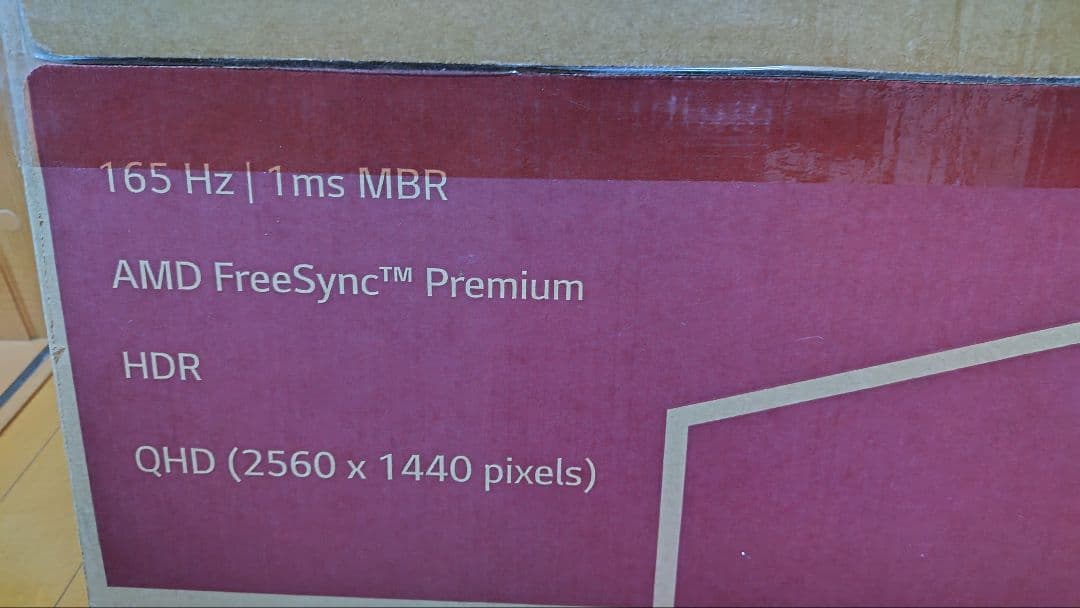 165 Hz | 1ms MBR
AMD FreeSync™ Premium
HDR
QHD (2560 x 1440 pixels)